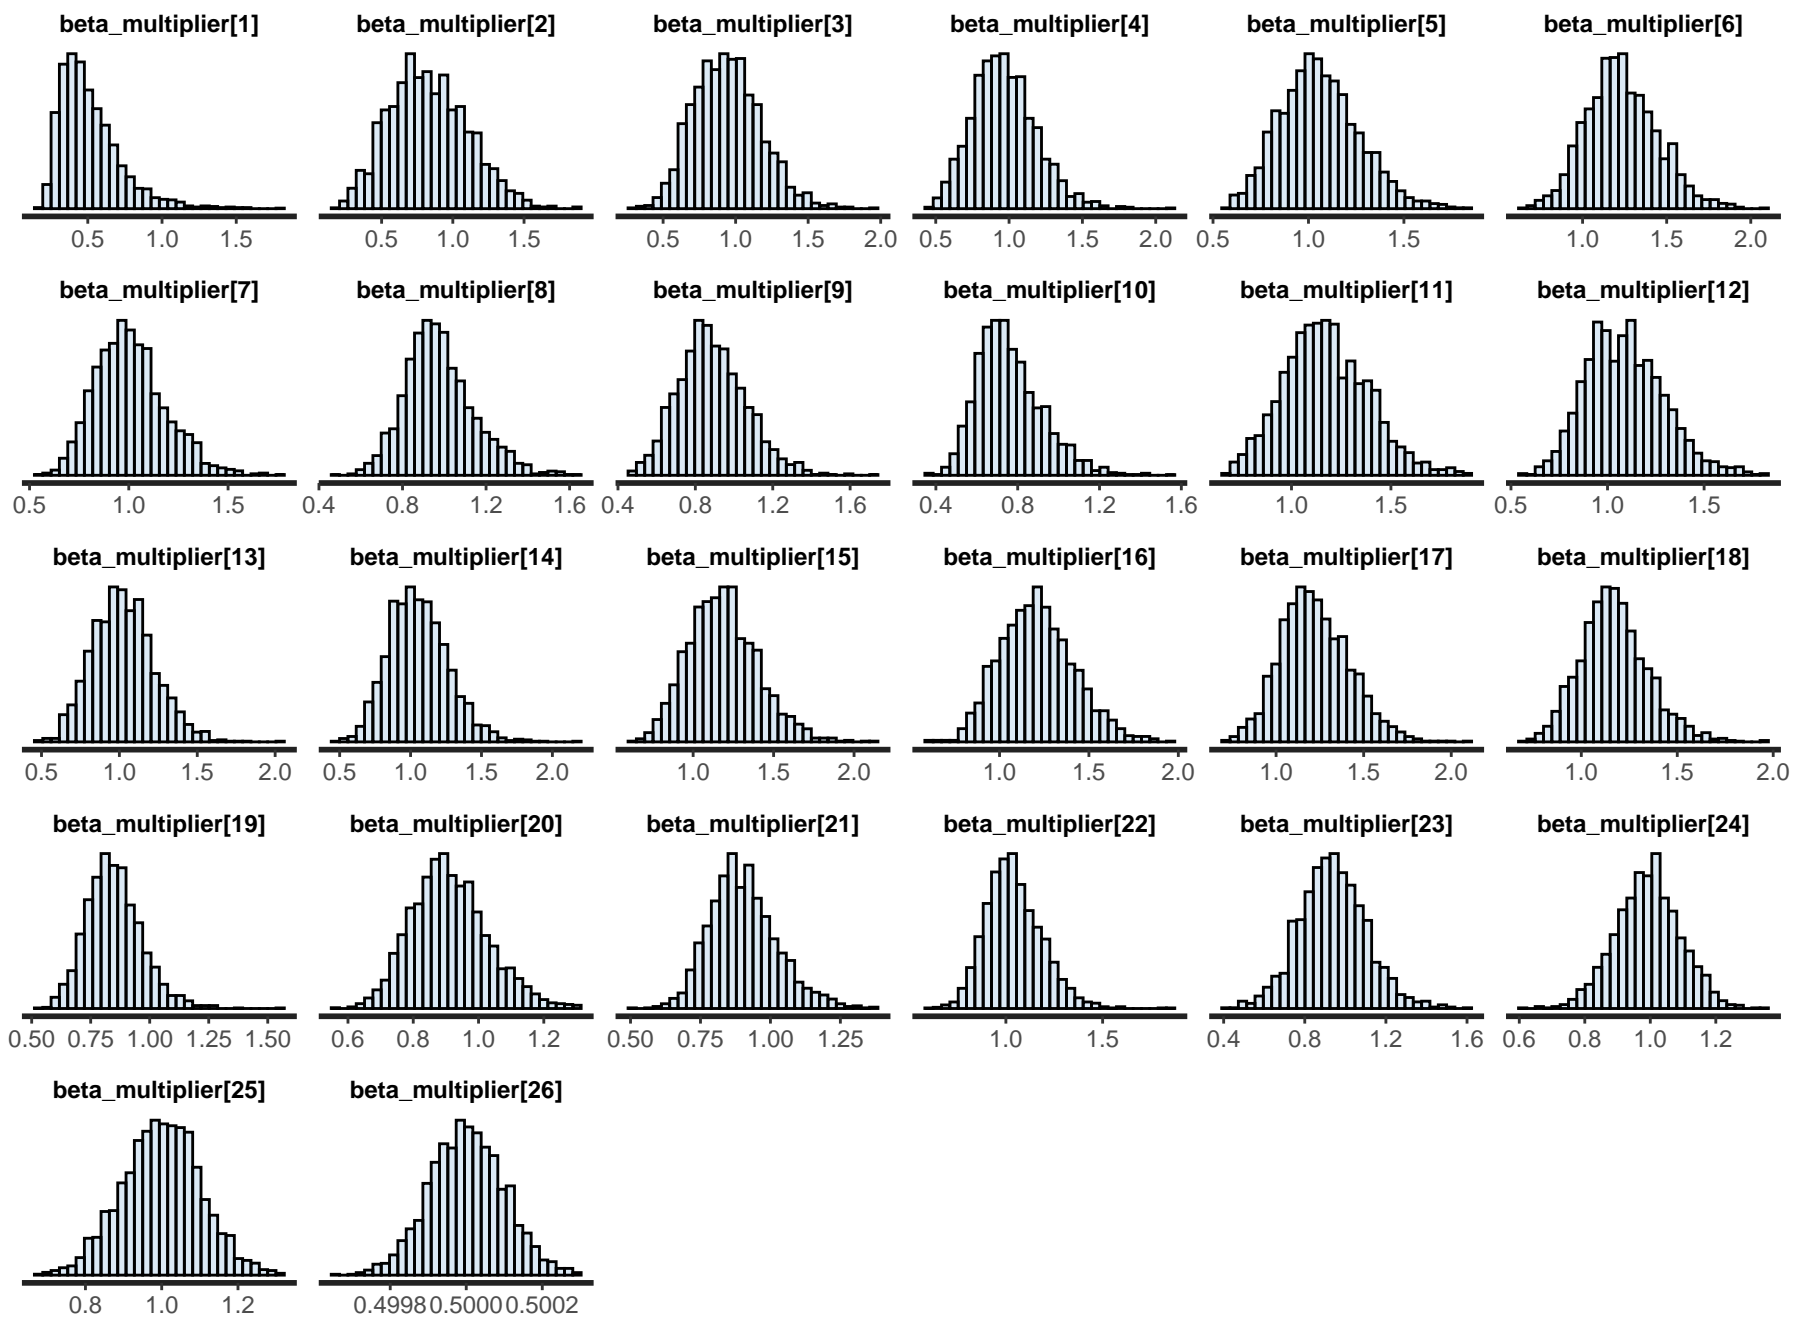 beta_multiplier[1] beta_multiplier[2] beta_multiplier[3] beta_multiplier[4] beta_multiplier[5] beta_multiplier[6]
0.5 1.0 1.5 0.5 1.0 1.5 0.5 1.0 1.5 2.0 0.5 1.0 1.5 2.0 0.5 1.0 1.5 1.0 1.5 2.0
beta_multiplier[7] beta_multiplier[8] beta_multiplier[9] beta_multiplier[10] beta_multiplier[11] beta_multiplier[12]
0.5 1.0 1.5 0.4 0.8 1.2 1.6 0.4 0.8 1.2 1.6 0.4 0.8 1.2 1.6 1.0 1.5 0.5 1.0 1.5
beta_multiplier[13] beta_multiplier[14] beta_multiplier[15] beta_multiplier[16] beta_multiplier[17] beta_multiplier[18]
0.5 1.0 1.5 2.0 0.5 1.0 1.5 2.0 1.0 1.5 2.0 1.0 1.5 2.0 1.0 1.5 2.0 1.0 1.5 2.0
beta_multiplier[19] beta_multiplier[20] beta_multiplier[21] beta_multiplier[22] beta_multiplier[23] beta_multiplier[24]
0.50 0.75 1.00 1.25 1.50 0.6 0.8 1.0 1.2 0.50 0.75 1.00 1.25 1.0 1.5 0.4 0.8 1.2 1.6 0.6 0.8 1.0 1.2
beta_multiplier[25] beta_multiplier[26]
0.8 1.0 1.2 0.4998 0.5000 0.5002